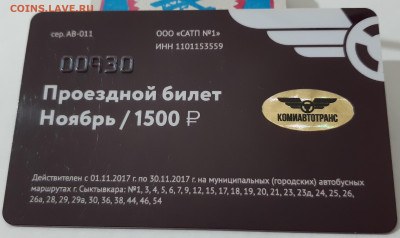 COINS.SU.RU
сер. АВ-011
ООО «САТП №1»
ИНН 1101153559
00930
Проездной билет
Ноябрь / 1500 ₽
КОМИАВТОТРАНС
Действителен с 01.11.2017 г. по 30.11.2017 г. на муниципальных (городских) автобусных
маршрутах г. Сыктывкара: №1, 3, 4, 5, 6, 7, 9, 12, 15, 17, 18, 19, 20, 21, 23, 23д, 24, 25, 26,
26а, 28, 29, 29а, 30, 36, 38, 44, 46, 54